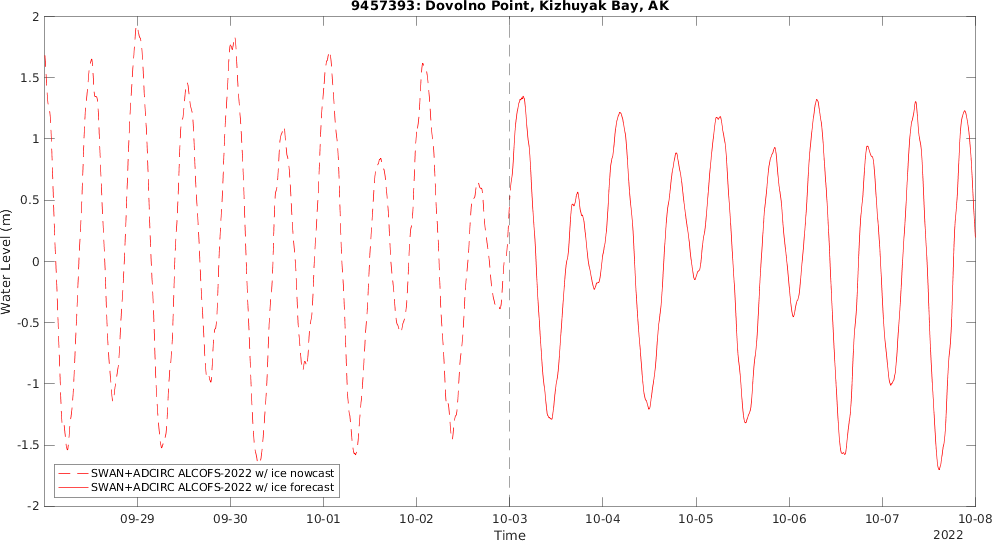 9457393: Dovolno Point, Kizhuyak Bay, AK
2
1.5
1
0.5
0
-0.5
-1
-1.5
-2
Water Level (m)
SWAN+ADCIRC ALCOFS-2022 w/ ice nowcast
SWAN+ADCIRC ALCOFS-2022 w/ ice forecast
09-29 09-30 10-01 10-02 10-03 10-04 10-05 10-06 10-07 10-08
Time
2022